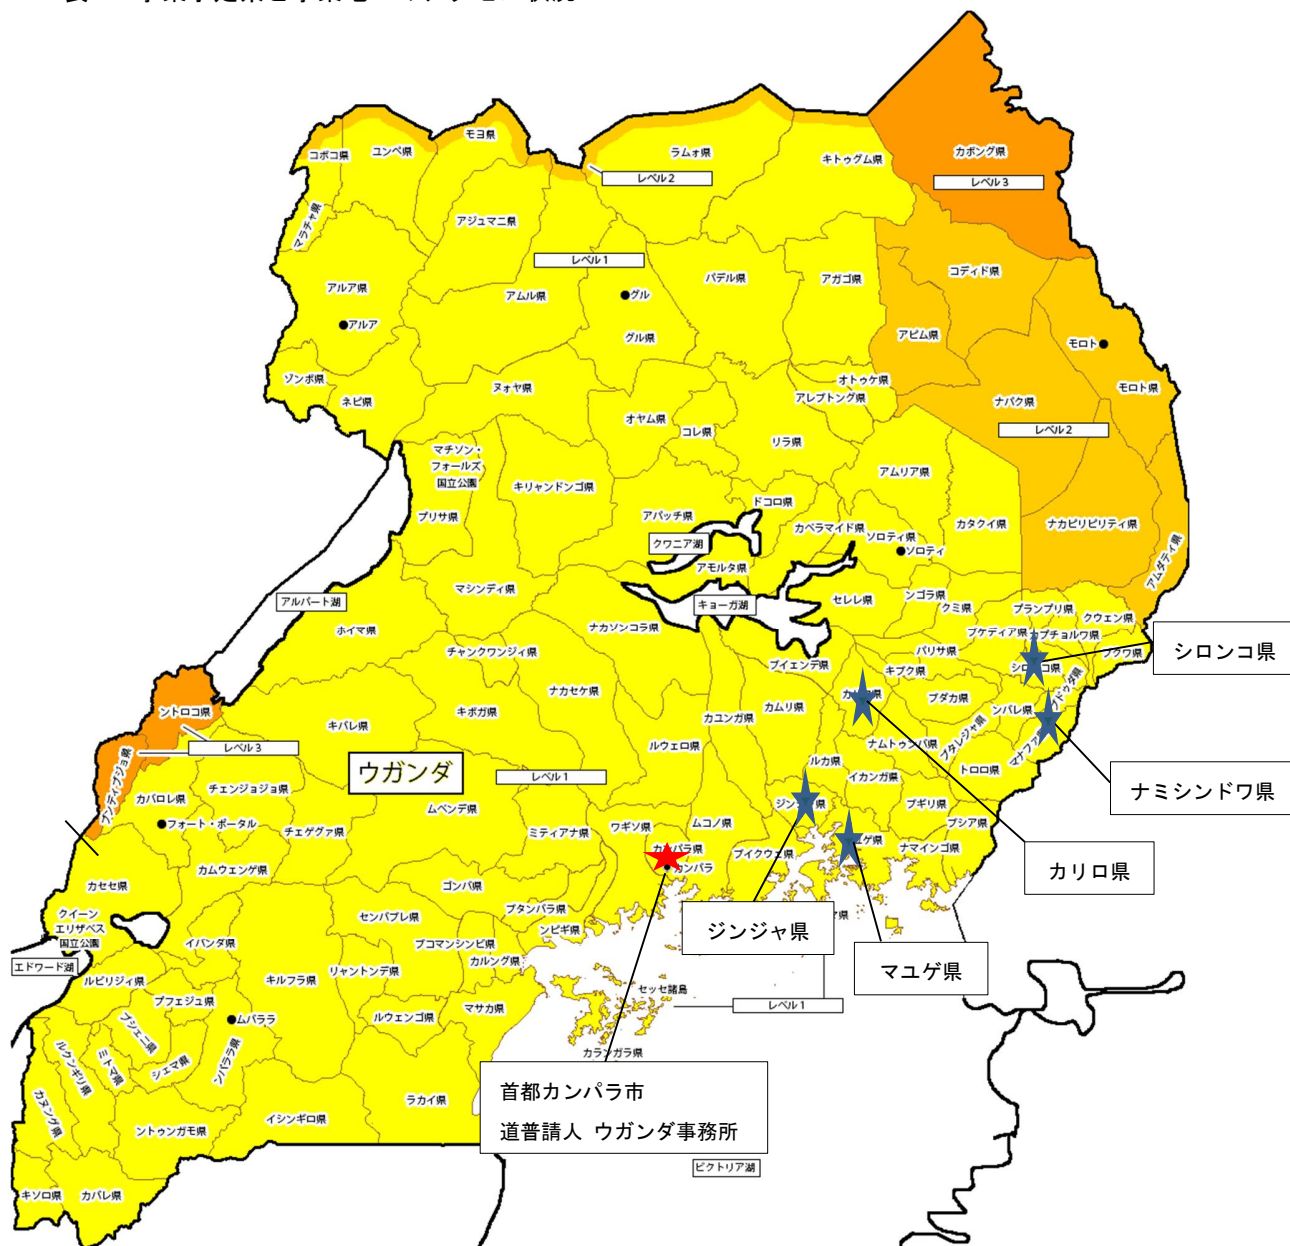 コボコ県
ユンベ県
モヨ県
ラムォ県
キトゥグム県
カボング県
レベル2
レベル3
マラチャ県
アジュマニ県
レベル1
アルア県
アルア
アムル県
グル
グル県
パデル県
アガゴ県
コディド県
アビム県
モロト
モロト県
ゾンボ県
ネビ県
ヌォヤ県
オトゥケ県
アレブトング県
ナパク県
レベル2
オヤム県
コレ県
リラ県
マチソン・
フォールズ
国立公園
ブリサ県
キリャンドンゴ県
アムリア県
ドコロ県
アパッチ県
カベラマイド県
ソロティ県
ソロティ
カタクイ県
ナカピリピリティ県
アムダティ県
クワニア湖
アモルタ県
キョーガ湖
マシンディ県
アルバート湖
ホイマ県
ナカソンコラ県
セレレ県
ンゴラ県
クミ県
ブランブリ県
クウェン県
ブケディア県
カプチョルワ県
シロンコ県
チャンクワンジィ県
ブイエンデ県
パリサ県
キブク県
ントロコ県
ナカセケ県
カムリ県
ブダカ県
ンバレ県
キバレ県
キボガ県
カユンガ県
レベル3
ルウェロ県
ナムトゥンバ県
ブタレジャ県
トロロ県
ナミシンドワ県
ウガンダ
レベル1
ルカ県
イカンガ県
ブンディブジョ県
カバロレ県
チェンジョジョ県
フォート・ポータル
チェゲグァ県
ムベンデ県
ミティアナ県
ワギソ県
ムコノ県
ブギリ県
ブシア県
ナマインゴ県
カムウェンゲ県
カンパラ
ブイクウェ県
カリロ県
カセセ県
ゴンバ県
クイーン
エリザベス
国立公園
センバブレ県
ブタンバラ県
ンピギ県
ジンジャ県
イバンダ県
ブコマンシンビ県
カルング県
マユゲ県
エドワード湖
ルビリジィ県
キルフラ県
リャントンデ県
セッセ諸島
レベル1
ブフェジュ県
ムバララ
ルウェンゴ県
マサカ県
ブシェニ県
ミトマ県
シェマ県
ンバララ県
ルクンギリ県
カランガラ県
首都カンパラ市
道普請人 ウガンダ事務所
カヌング県
ラカイ県
イシンギロ県
ントゥンガモ県
キソロ県
カバレ県
ビクトリア湖